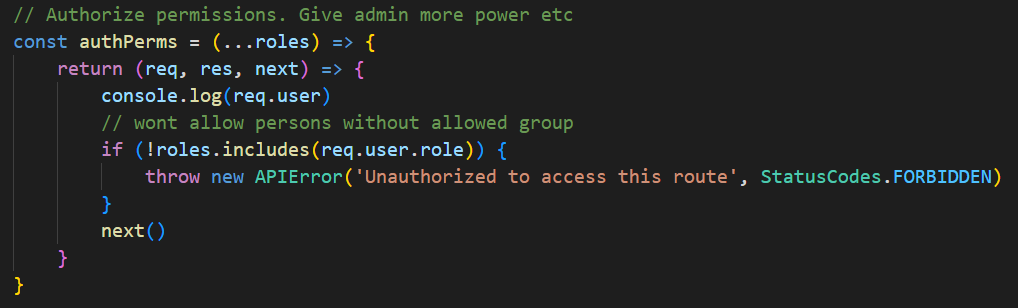 // Authorize permissions. Give admin more power etc
const authPerms = (...roles) => {
    return (req, res, next) => {
        console.log(req.user)
        // wont allow persons without allowed group
        if (!roles.includes(req.user.role)) {
            throw new APIError('Unauthorized to access this route', StatusCodes.FORBIDDEN)
        }
        next()
    }
}